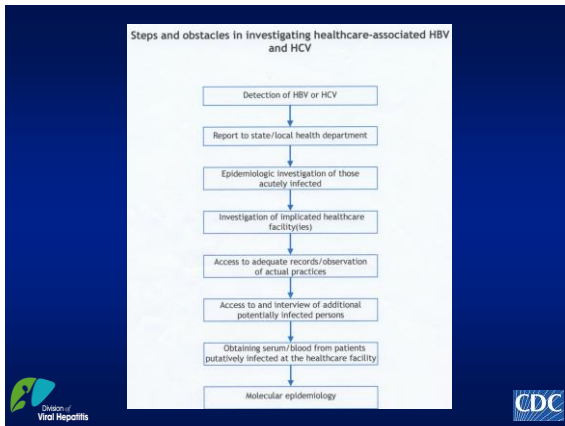 Steps and obstacles in investigating healthcare-associated HBV
and HCV
Detection of HBV or HCV
Report to state/local health department
Epidemiologic investigation of those
acutely infected
Investigation of implicated healthcare
facility(ies)
Access to adequate records/observation
of actual practices
Access to and interview of additional
potentially infected persons
Obtaining serum/blood from patients
putatively infected at the healthcare facility
Molecular epidemiology
Division of
Viral Hepatitis
CDC